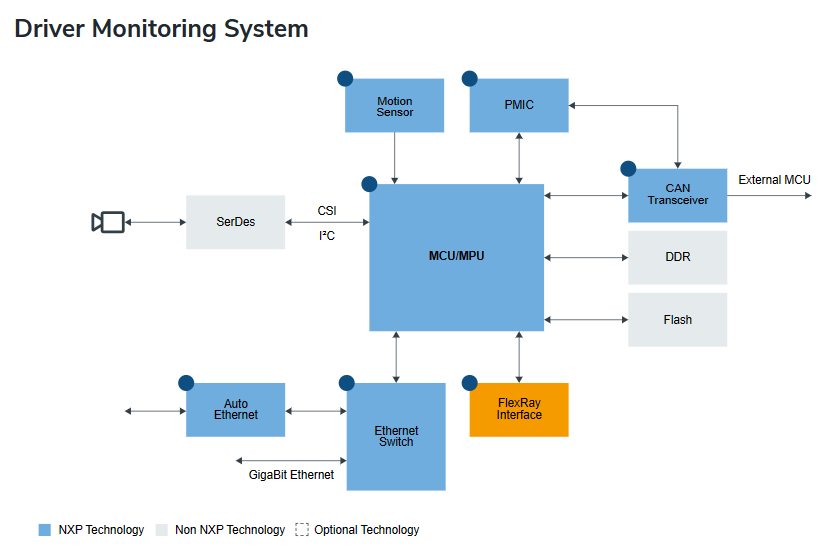 Driver Monitoring System
Motion
Sensor
PMIC
CAN
Transceiver
External MCU
SerDes
CSI
I²C
MCU/MPU
DDR
Flash
Auto
Ethernet
Ethernet
Switch
FlexRay
Interface
GigaBit Ethernet
NXP Technology
Non NXP Technology
Optional Technology